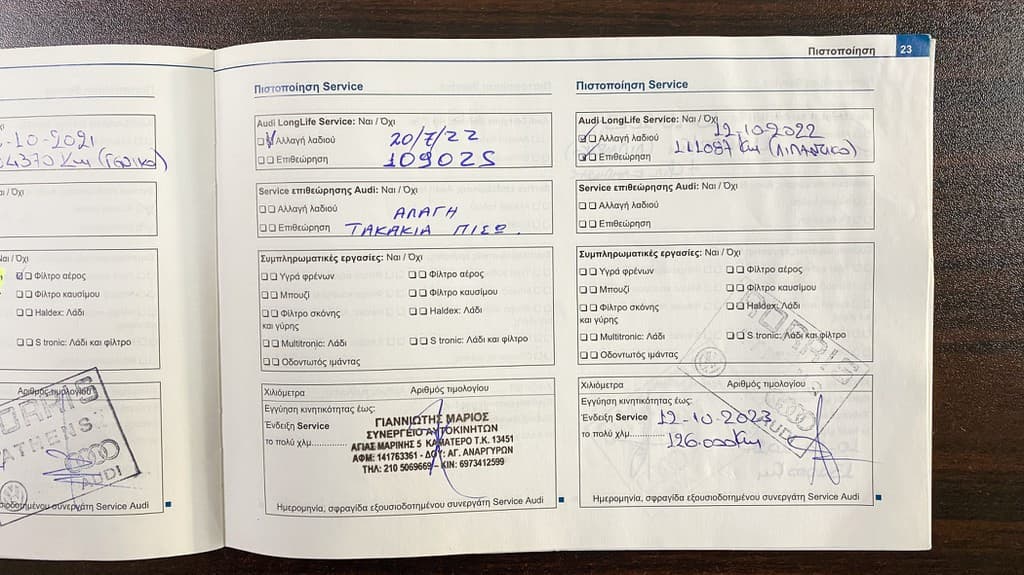 Πιστοποίηση 23
-10-2021
4370 Km
Ναι / Όχι
Φίλτρο αέρος
Φίλτρο καυσίμου
Haldex: Λάδι
S tronic: Λάδι και φίλτρο
Αριθμός τιμολογίου
ATHENS
AUDI
συνεργάτη Service Audi
Πιστοποίηση Service
Audi LongLife Service: Ναι / Όχι
Αλλαγή λαδιού 20/7/22
Επιθεώρηση 109025
Service επιθεώρησης Audi: Ναι / Όχι
Αλλαγή λαδιού ΑΛΑΓΗ
Επιθεώρηση ΤΑΚΑΚΙΑ ΠΙΣΩ.
Συμπληρωματικές εργασίες: Ναι / Όχι
Υγρά φρένων Φίλτρο αέρος
Μπουζί Φίλτρο καυσίμου
Φίλτρο σκόνης Haldex: Λάδι
και γύρης
Multitronic: Λάδι S tronic: Λάδι και φίλτρο
Οδοντωτός ιμάντας
Χιλιόμετρα Αριθμός τιμολογίου
Εγγύηση κινητικότητας έως:
Ένδειξη Service
το πολύ χλμ..............
ΓΙΑΝΝΙΩΤΗΣ ΜΑΡΙΟΣ
ΣΥΝΕΡΓΕΙΟ ΑΥΤΟΚΙΝΗΤΩΝ
ΑΓΙΑΣ ΜΑΡΙΝΗΣ 5 ΚΑΜΑΤΕΡΟ Τ.Κ. 13451
ΑΦΜ: 141763361 - ΔΟΥ: ΑΓ. ΑΝΑΡΓΥΡΩΝ
ΤΗΛ: 210 5069669 - ΚΙΝ: 6973412599
Ημερομηνία, σφραγίδα εξουσιοδοτημένου συνεργάτη Service Audi
Πιστοποίηση Service
Audi LongLife Service: Ναι / Όχι
Αλλαγή λαδιού 12-10-2022
Επιθεώρηση 111087 Km (ΛΙΠΑΝΤΙΚΟ)
Service επιθεώρησης Audi: Ναι / Όχι
Αλλαγή λαδιού
Επιθεώρηση
Συμπληρωματικές εργασίες: Ναι / Όχι
Υγρά φρένων Φίλτρο αέρος
Μπουζί Φίλτρο καυσίμου
Φίλτρο σκόνης Haldex: Λάδι
και γύρης
Multitronic: Λάδι S tronic: Λάδι και φίλτρο
Οδοντωτός ιμάντας
Χιλιόμετρα Αριθμός τιμολογίου
Εγγύηση κινητικότητας έως:
Ένδειξη Service 12-10-2023
το πολύ χλμ.............. 126.000Km
AUDI
Ημερομηνία, σφραγίδα εξουσιοδοτημένου συνεργάτη Service Audi